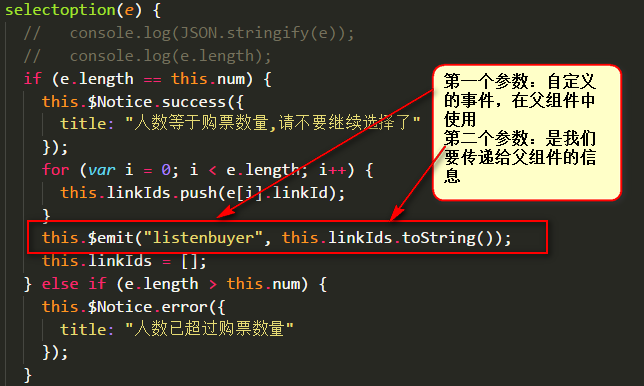 selectoption(e) {
//   console.log(JSON.stringify(e));
//   console.log(e.length);
if (e.length == this.num) {
this.$Notice.success({
title: "人数等于购票数量,请不要继续选择了"
});
for (var i = 0; i < e.length; i++) {
this.linkIds.push(e[i].linkId);
}
this.$emit("listenbuyer", this.linkIds.toString());
this.linkIds = [];
} else if (e.length > this.num) {
this.$Notice.error({
title: "人数已超过购票数量"
});
}
第一个参数：自定义
的事件，在父组件中
使用
第二个参数：是我们
要传递给父组件的信
息